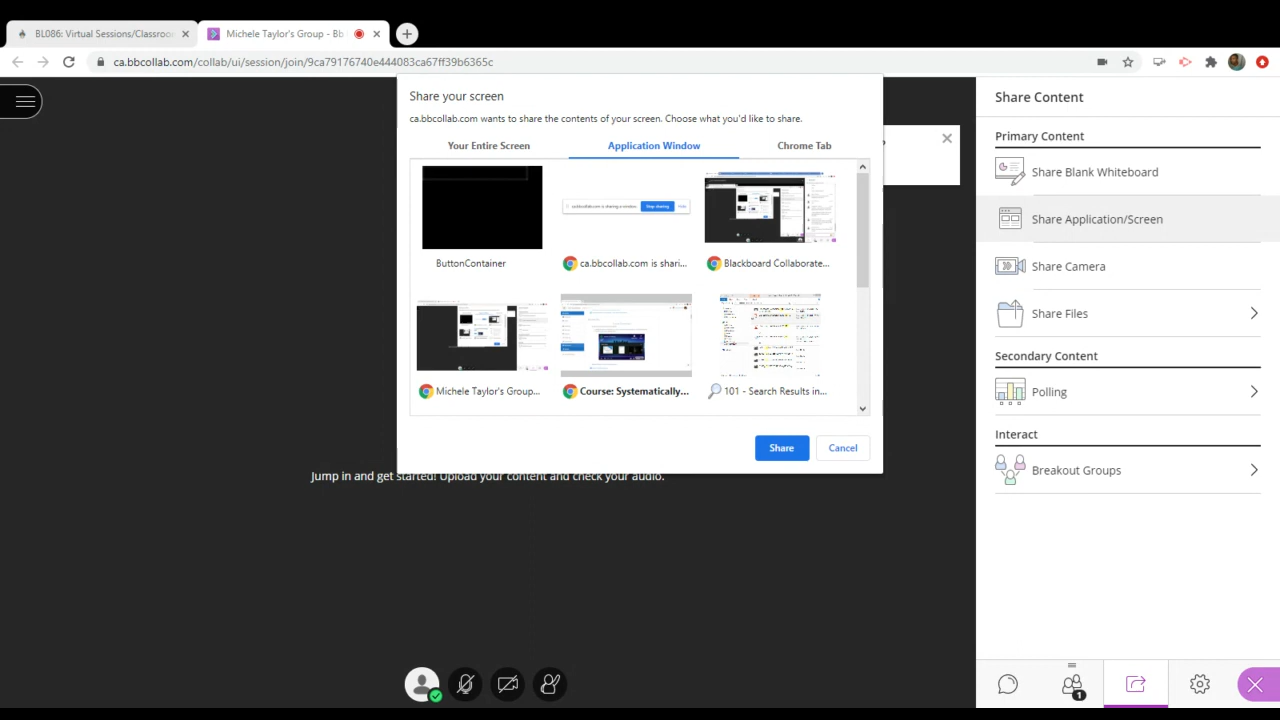 BL086: Virtual Sessions/Classroo
Michele Taylor's Group - Bb
ca.bbcollab.com/collab/ui/session/join/9ca79176740e444083ca67ff39b6365c
Share your screen
ca.bbcollab.com wants to share the contents of your screen. Choose what you'd like to share.
Your Entire Screen
Application Window
Chrome Tab
ButtonContainer
ca.bbcollab.com is shari...
Blackboard Collaborate...
Michele Taylor's Group...
Course: Systematically...
101 - Search Results in...
Share
Cancel
Jump in and get started! Upload your content and check your audio.
Share Content
Primary Content
Share Blank Whiteboard
Share Application/Screen
Share Camera
Share Files
Secondary Content
Polling
Interact
Breakout Groups
1